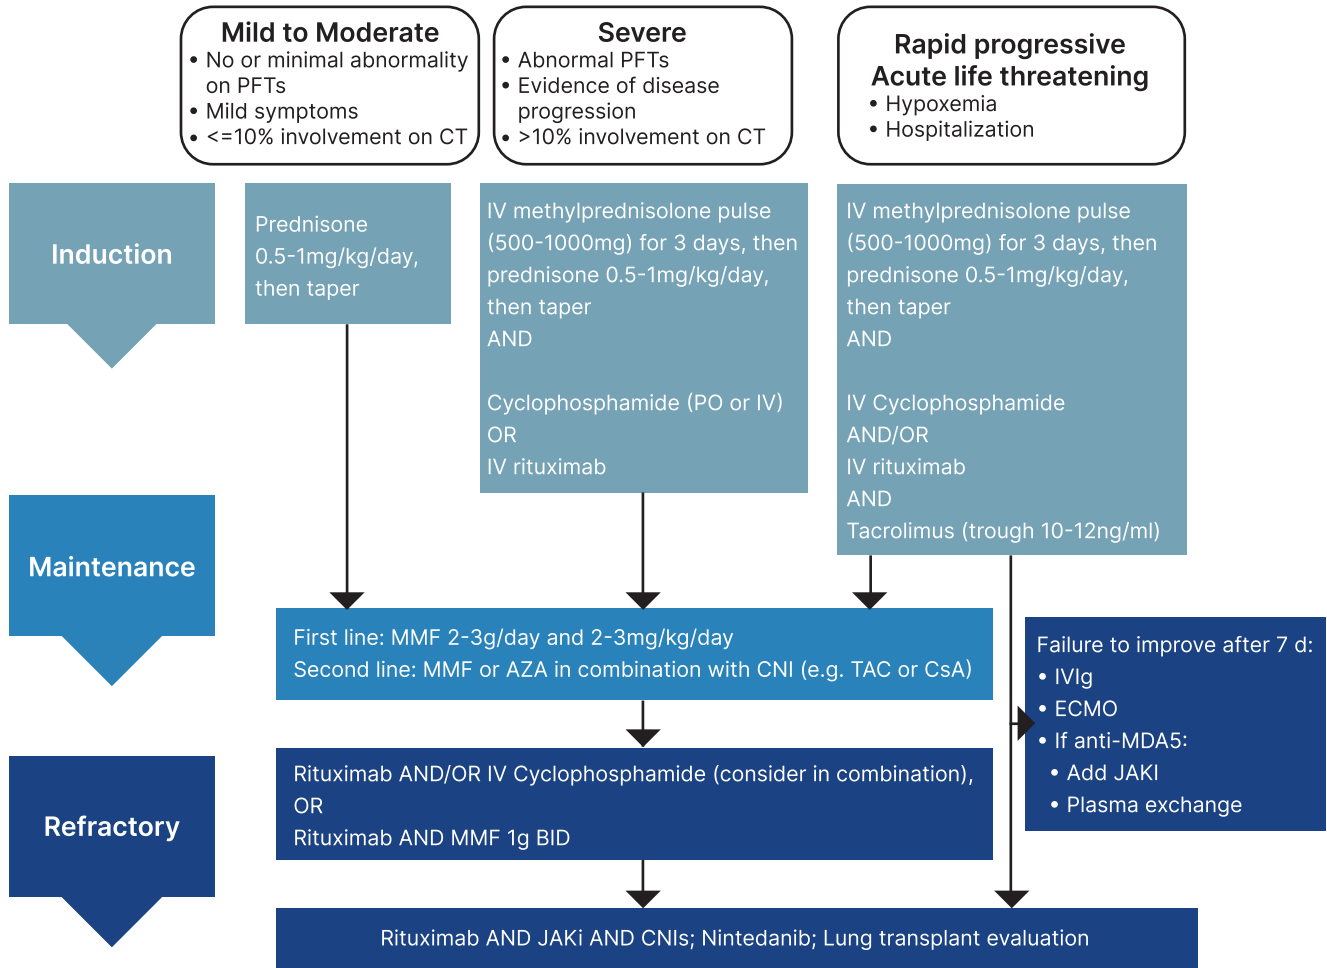 Mild to Moderate
• No or minimal abnormality
on PFTs
• Mild symptoms
• <=10% involvement on CT
Severe
• Abnormal PFTs
• Evidence of disease
progression
• >10% involvement on CT
Rapid progressive
Acute life threatening
• Hypoxemia
• Hospitalization
Induction
Prednisone
0.5-1mg/kg/day,
then taper
IV methylprednisolone pulse
(500-1000mg) for 3 days, then
prednisone 0.5-1mg/kg/day,
then taper
AND
Cyclophosphamide (PO or IV)
OR
IV rituximab
IV methylprednisolone pulse
(500-1000mg) for 3 days, then
prednisone 0.5-1mg/kg/day,
then taper
AND
IV Cyclophosphamide
AND/OR
IV rituximab
AND
Tacrolimus (trough 10-12ng/ml)
Maintenance
First line: MMF 2-3g/day and 2-3mg/kg/day
Second line: MMF or AZA in combination with CNI (e.g. TAC or CsA)
Failure to improve after 7 d:
• IVIg
• ECMO
• If anti-MDA5:
• Add JAKI
• Plasma exchange
Refractory
Rituximab AND/OR IV Cyclophosphamide (consider in combination),
OR
Rituximab AND MMF 1g BID
Rituximab AND JAKi AND CNIs; Nintedanib; Lung transplant evaluation